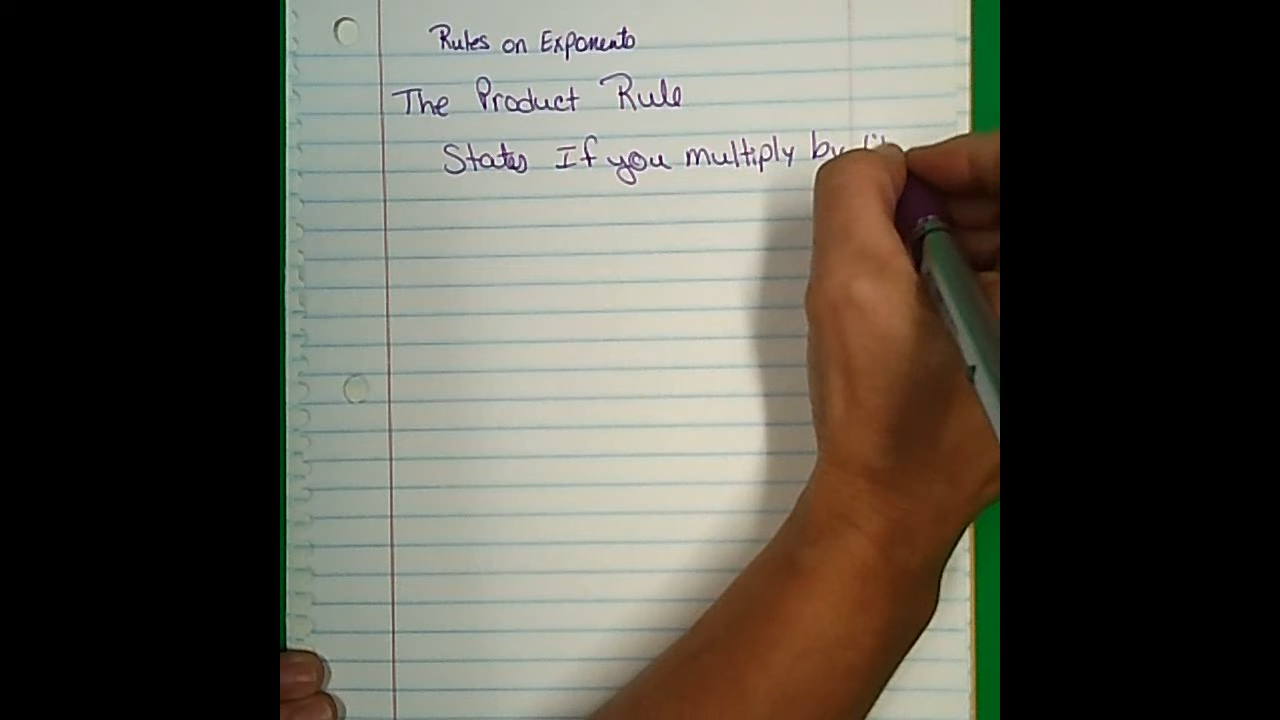 Rules on Exponents
The Product Rule
States If you multiply by